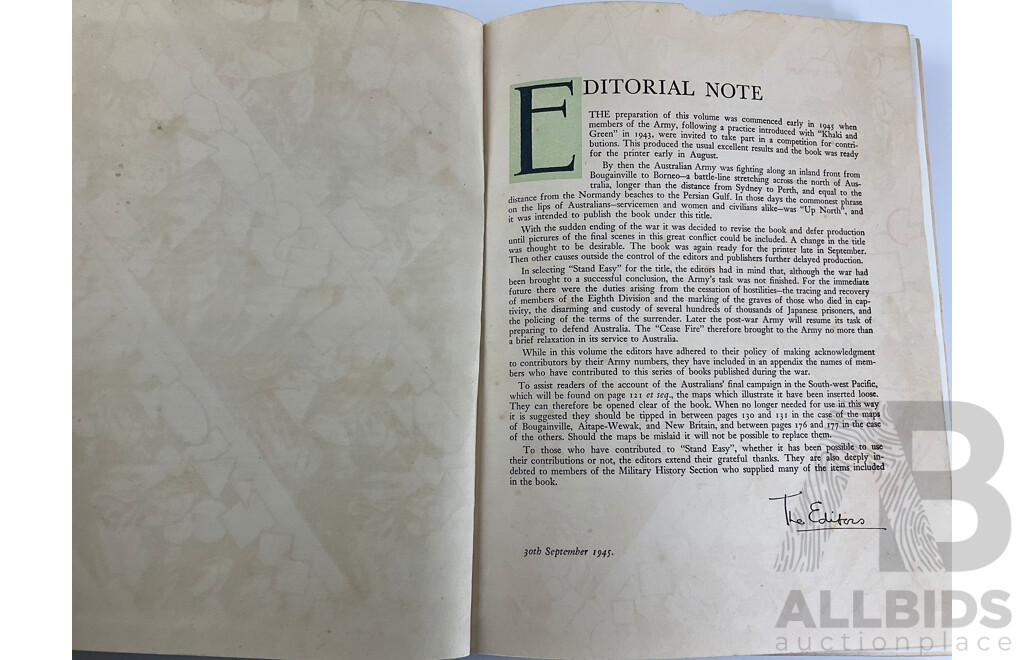 EDITORIAL NOTE
THE preparation of this volume was commenced early in 1945 when
members of the Army, following a practice introduced with "Khaki and
Green" in 1943, were invited to take part in a competition for contri-
butions. This produced the usual excellent results and the book was ready
for the printer early in August.
By then the Australian Army was fighting along an inland front from
Bougainville to Borneo—a battle-line stretching across the north of Aus-
tralia, longer than the distance from Sydney to Perth, and equal to the
distance from the Normandy beaches to the Persian Gulf. In those days the commonest phrase
on the lips of Australians—servicemen and women and civilians alike—was "Up North", and
it was intended to publish the book under this title.
With the sudden ending of the war it was decided to revise the book and defer production
until pictures of the final scenes in this great conflict could be included. A change in the title
was thought to be desirable. The book was again ready for the printer late in September.
Then other causes outside the control of the editors and publishers further delayed production.
In selecting "Stand Easy" for the title, the editors had in mind that, although the war had
been brought to a successful conclusion, the Army's task was not finished. For the immediate
future there were the duties arising from the cessation of hostilities—the tracing and recovery
of members of the Eighth Division and the marking of the graves of those who died in cap-
tivity, the disarming and custody of several hundreds of thousands of Japanese prisoners, and
the policing of the terms of the surrender. Later the post-war Army will resume its task of
preparing to defend Australia. The "Cease Fire" therefore brought to the Army no more than
a brief relaxation in its service to Australia.
While in this volume the editors have adhered to their policy of making acknowledgment
to contributors by their Army numbers, they have included in an appendix the names of mem-
bers who have contributed to this series of books published during the war.
To assist readers of the account of the Australians' final campaign in the South-west Pacific,
which will be found on page 121 et seq., the maps which illustrate it have been inserted loose.
They can therefore be opened clear of the book. When no longer needed for use in this way
it is suggested they should be tipped in between pages 130 and 131 in the case of the maps
of Bougainville, Aitape-Wewak, and New Britain, and between pages 176 and 177 in the case
of the others. Should the maps be mislaid it will not be possible to replace them.
To those who have contributed to "Stand Easy", whether it has been possible to use
their contributions or not, the editors extend their grateful thanks. They are also deeply in-
debted to members of the Military History Section who supplied many of the items included
in the book.
The Editors
30th September 1945.
AB
ALLBIDS
auctionplace